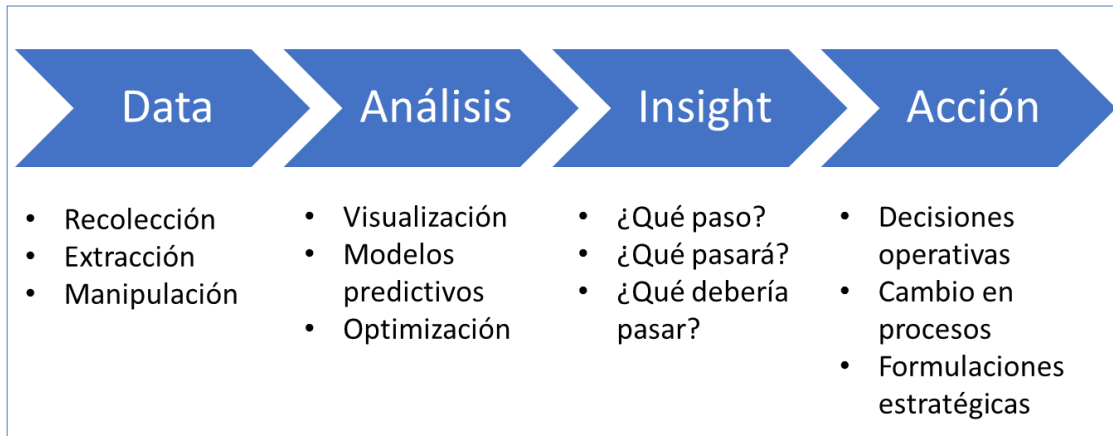 Data
Análisis
Insight
Acción
• Recolección
• Extracción
• Manipulación
• Visualización
• Modelos
predictivos
• Optimización
• ¿Qué paso?
• ¿Qué pasará?
• ¿Qué debería
pasar?
• Decisiones
operativas
• Cambio en
procesos
• Formulaciones
estratégicas